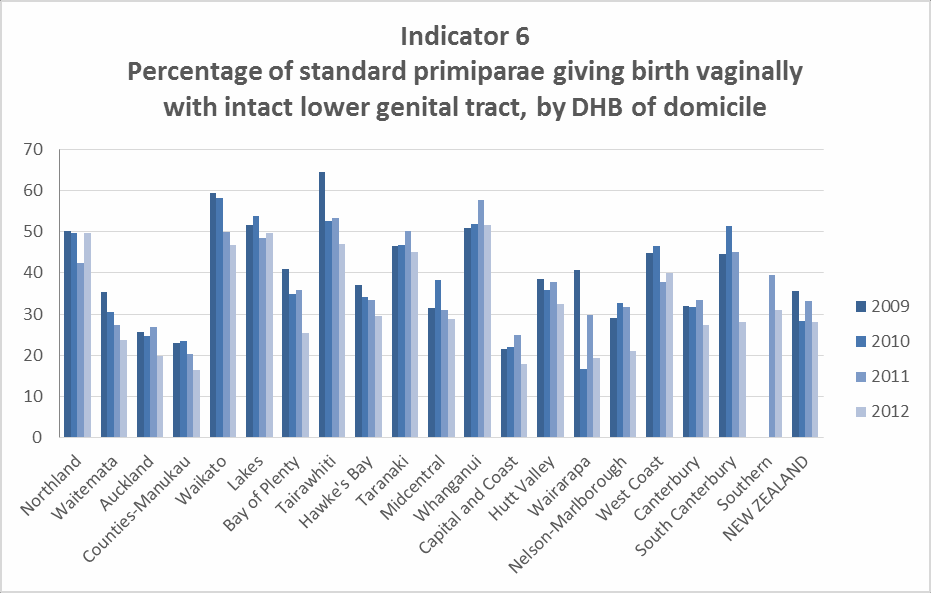 Indicator 6
Percentage of standard primiparae giving birth vaginally
with intact lower genital tract, by DHB of domicile
70
60
50
40
30
20
10
0
2009
2010
2011
2012
Northland
Waitemata
Auckland
Counties-Manukau
Waikato
Lakes
Bay of Plenty
Tairawhiti
Hawke's Bay
Taranaki
Midcentral
Whanganui
Capital and Coast
Hutt Valley
Wairarapa
Nelson-Marlborough
West Coast
Canterbury
South Canterbury
Southern
NEW ZEALAND